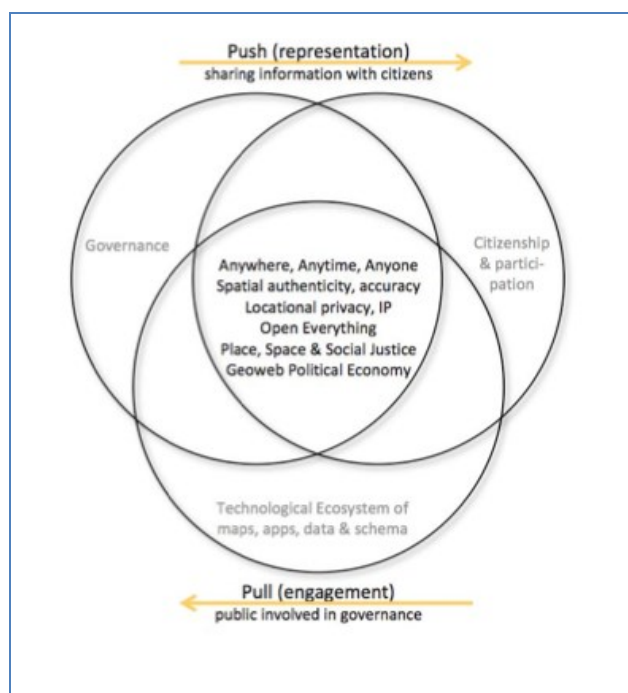 Push (representation)
sharing information with citizens
Governance
Citizenship
& partici-
pation
Anywhere, Anytime, Anyone
Spatial authenticity, accuracy
Locational privacy, IP
Open Everything
Place, Space & Social Justice
Geoweb Political Economy
Technological Ecosystem of
maps, apps, data & schema
Pull (engagement)
public involved in governance